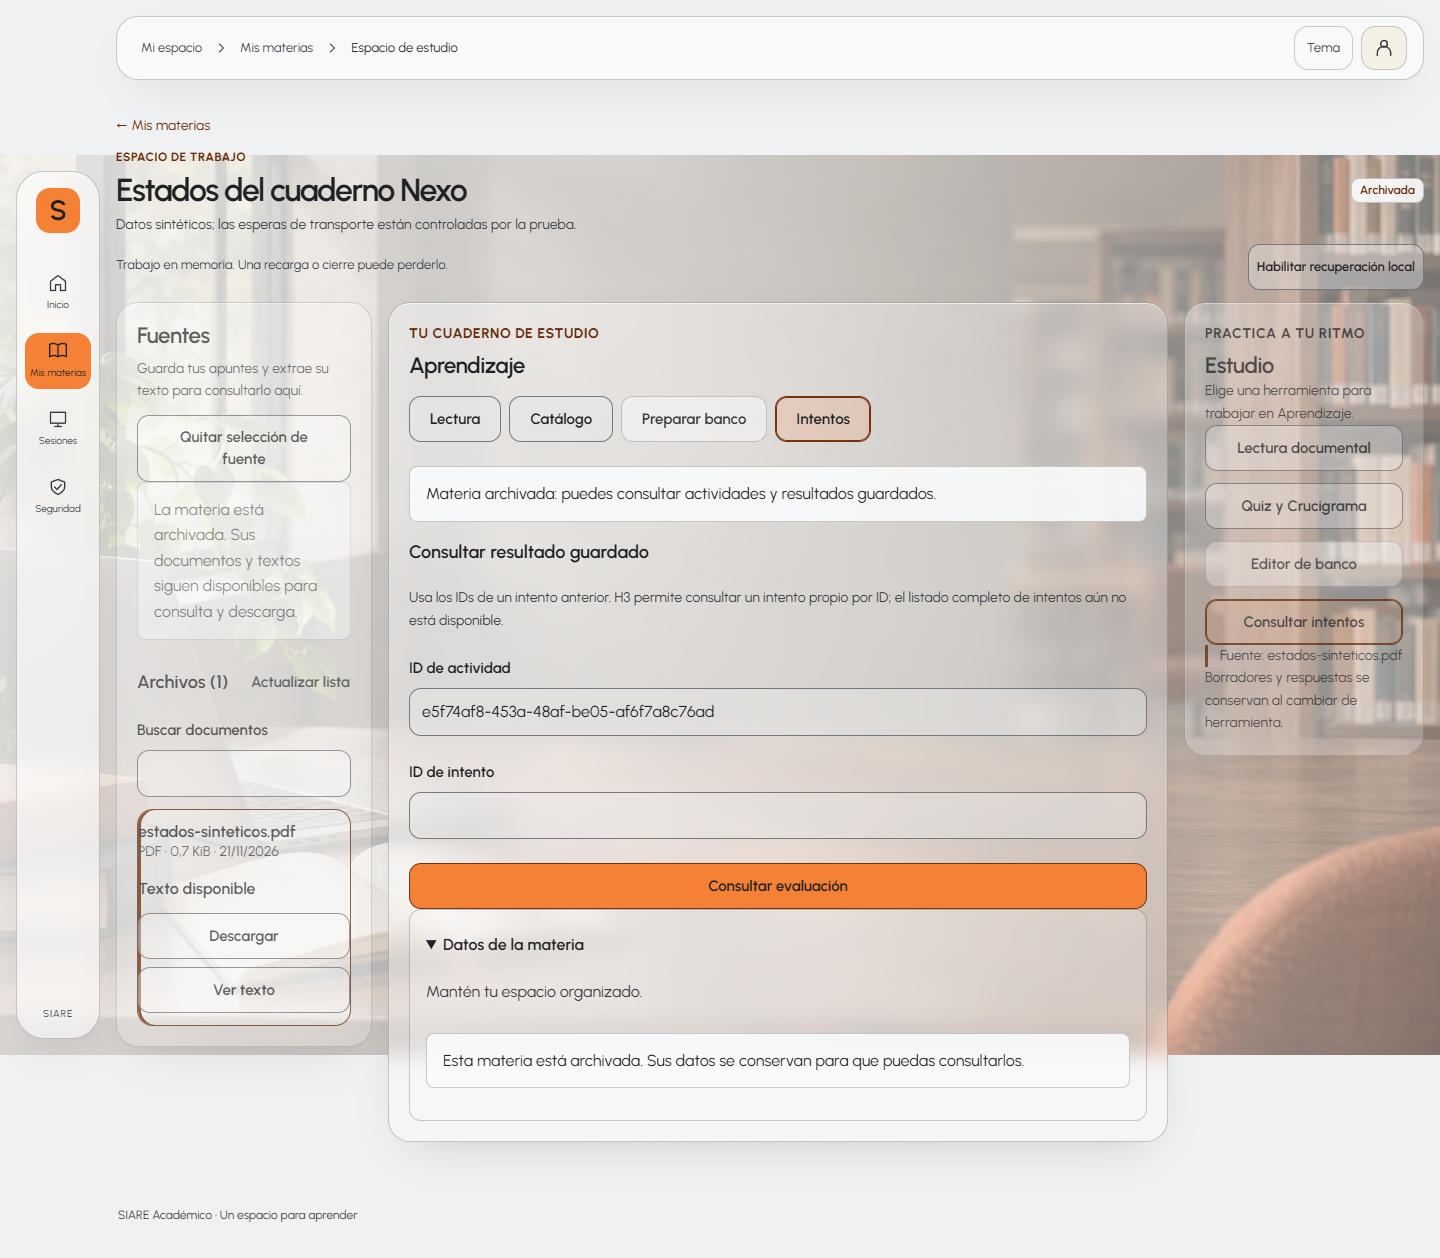 Mi espacio > Mis materias > Espacio de estudio
Tema
← Mis materias
ESPACIO DE TRABAJO
Estados del cuaderno Nexo
Archivada
Datos sintéticos; las esperas de transporte están controladas por la prueba.
Trabajo en memoria. Una recarga o cierre puede perderlo.
Habilitar recuperación local
S
Inicio
Mis materias
Sesiones
Seguridad
SIARE
Fuentes
Guarda tus apuntes y extrae su
texto para consultarlo aquí.
Quitar selección de
fuente
La materia está
archivada. Sus
documentos y textos
siguen disponibles para
consulta y descarga.
Archivos (1)
Actualizar lista
Buscar documentos
estados-sinteticos.pdf
PDF · 0,7 KiB · 21/11/2026
Texto disponible
Descargar
Ver texto
TU CUADERNO DE ESTUDIO
Aprendizaje
Lectura
Catálogo
Preparar banco
Intentos
Materia archivada: puedes consultar actividades y resultados guardados.
Consultar resultado guardado
Usa los IDs de un intento anterior. H3 permite consultar un intento propio por ID; el listado completo de intentos aún no
está disponible.
ID de actividad
e5f74af8-453a-48af-be05-af6f7a8c76ad
ID de intento
Consultar evaluación
▼ Datos de la materia
Mantén tu espacio organizado.
Esta materia está archivada. Sus datos se conservan para que puedas consultarlos.
PRACTICA A TU RITMO
Estudio
Elige una herramienta para
trabajar en Aprendizaje.
Lectura documental
Quiz y Crucigrama
Editor de banco
Consultar intentos
Fuente: estados-sinteticos.pdf
Borradores y respuestas se
conservan al cambiar de
herramienta.
SIARE Académico · Un espacio para aprender